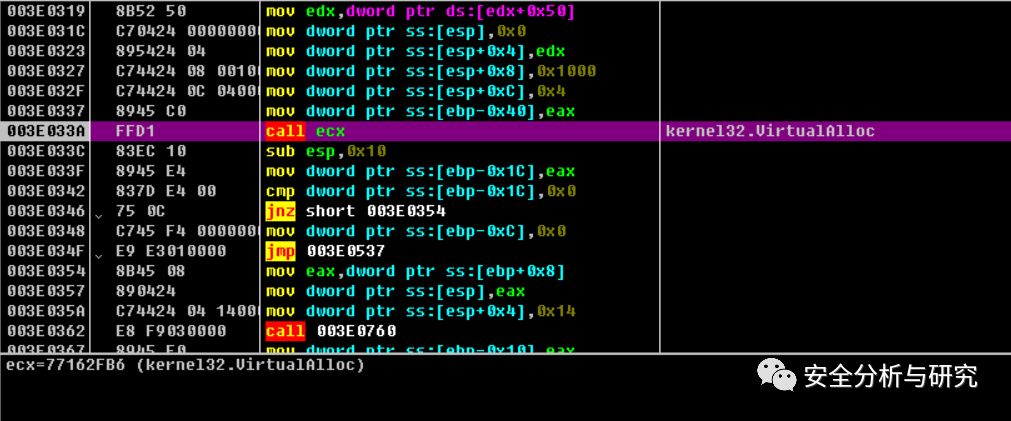 003E0319 8B52 50 mov edx,dword ptr ds:[edx+0x50]
003E031C C70424 00000000 mov dword ptr ss:[esp],0x0
003E0323 895424 04 mov dword ptr ss:[esp+0x4],edx
003E0327 C74424 08 00100 mov dword ptr ss:[esp+0x8],0x1000
003E032F C74424 0C 04000 mov dword ptr ss:[esp+0xC],0x4
003E0337 8945 C0 mov dword ptr ss:[ebp-0x40],eax
003E033A FFD1 call ecx kernel32.VirtualAlloc
003E033C 83EC 10 sub esp,0x10
003E033F 8945 E4 mov dword ptr ss:[ebp-0x1C],eax
003E0342 837D E4 00 cmp dword ptr ss:[ebp-0x1C],0x0
003E0346 75 0C jnz short 003E0354
003E0348 C745 F4 0000000 mov dword ptr ss:[ebp-0xC],0x0
003E034F E9 E3010000 jmp 003E0537
003E0354 8B45 08 mov eax,dword ptr ss:[ebp+0x8]
003E0357 890424 mov dword ptr ss:[esp],eax
003E035A C74424 04 14000 mov dword ptr ss:[esp+0x4],0x14
003E0362 E8 F9030000 call 003E0760
003E0367 8945 F0 mov dword ptr ss:[ebp-0x10],eax
ecx=77162FB6 (kernel32.VirtualAlloc)
安全分析与研究